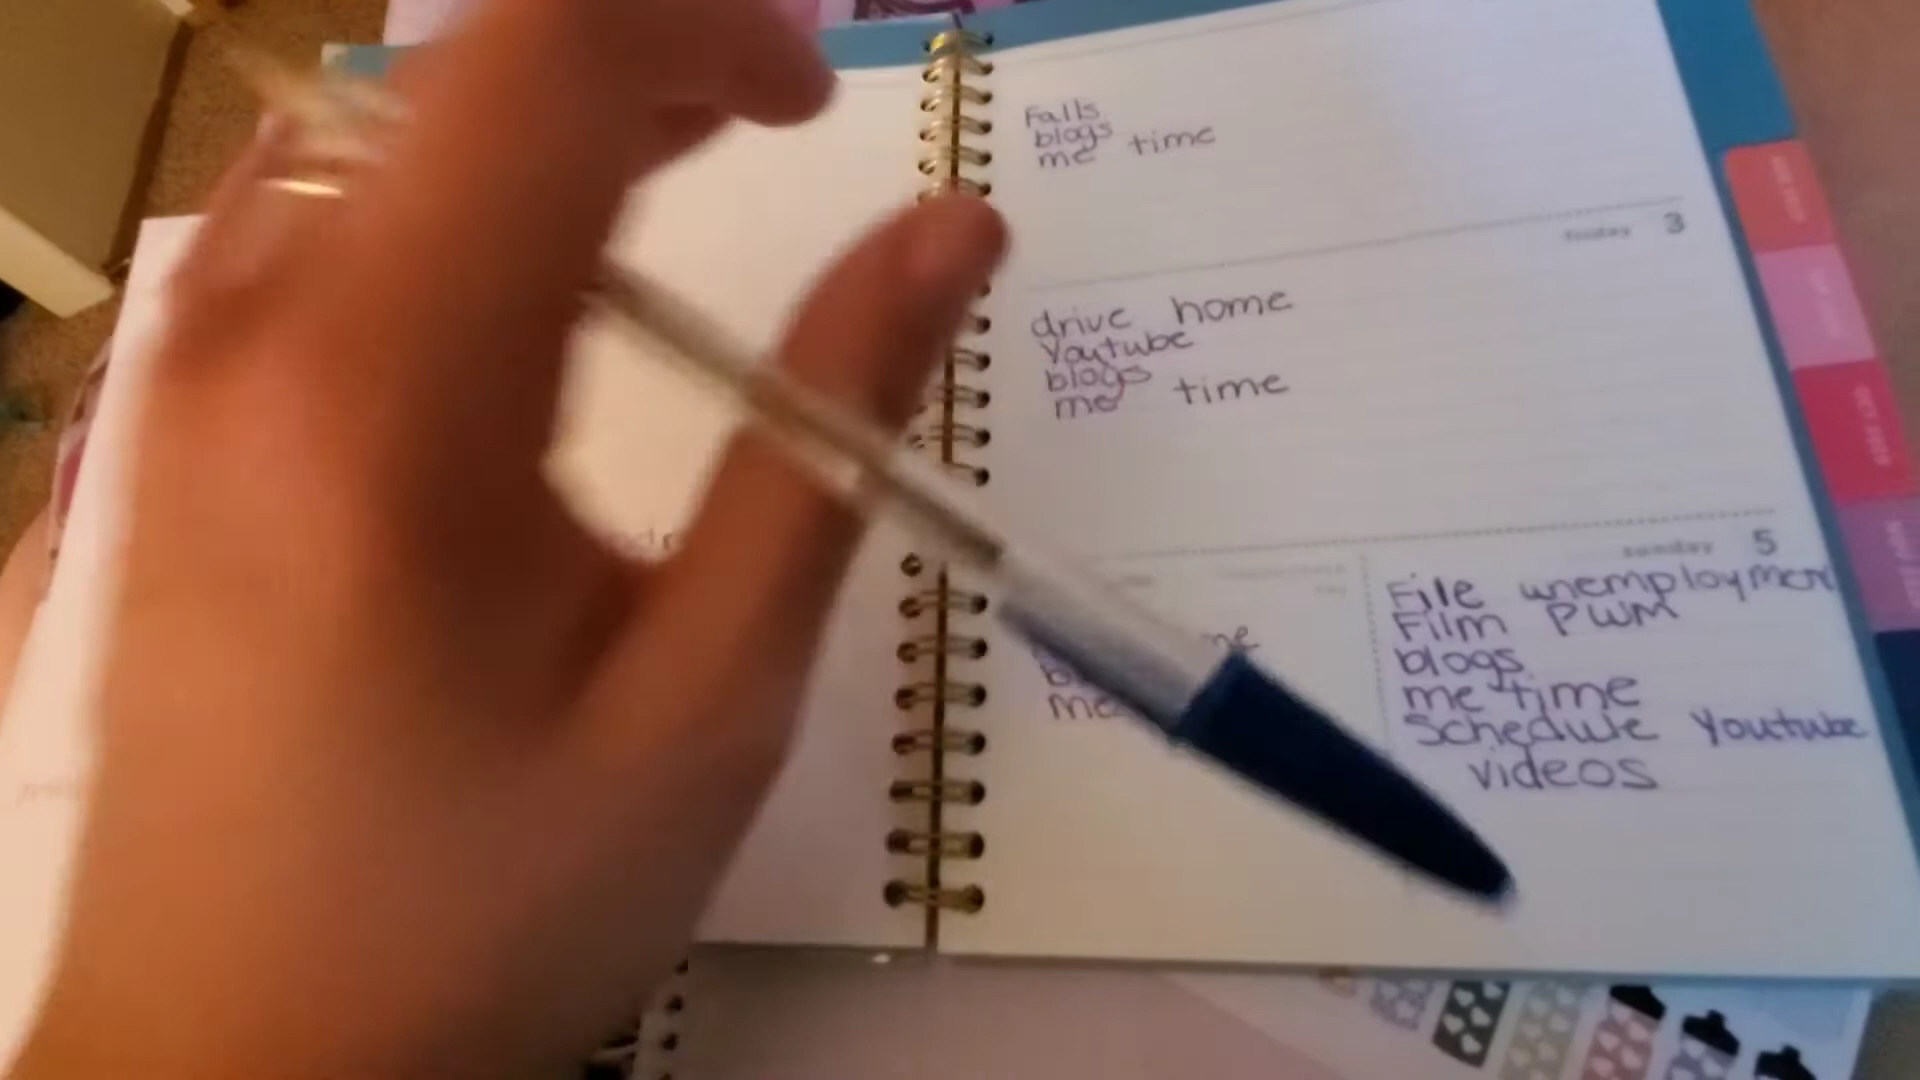 Falls
blogs
me time
friday 3
drive home
Youtube
blogs
me time
sunday 5
File unemployment
Film PWM
blogs
me time
Schedule Youtube
videos
me